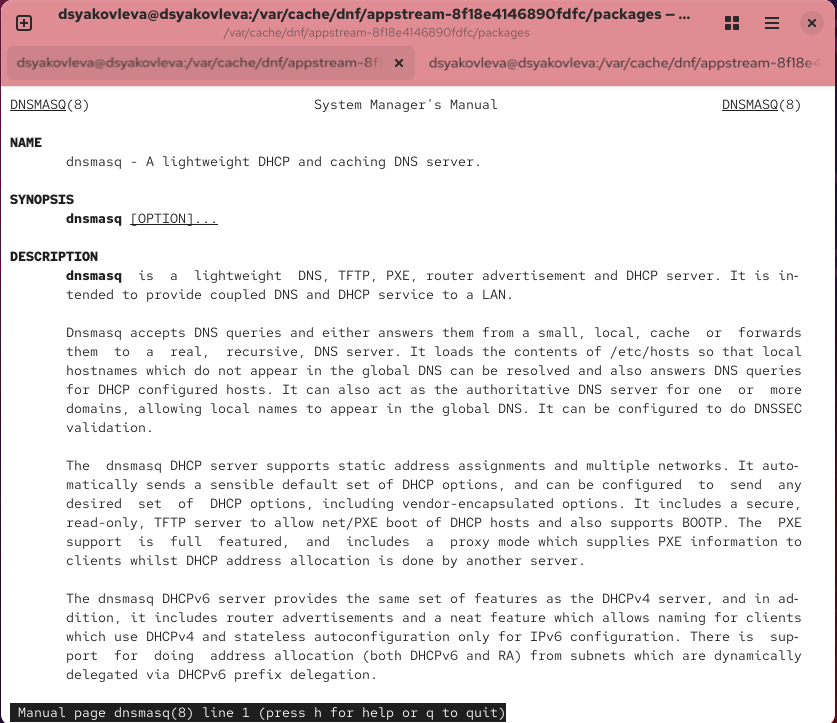 dsyakovleva@dsyakovleva:/var/cache/dnf/appstream-8f18e4146890fdfc/packages — ...
/var/cache/dnf/appstream-8f18e4146890fdfc/packages
dsyakovleva@dsyakovleva:/var/cache/dnf/appstream-8f dsyakovleva@dsyakovleva:/var/cache/dnf/appstream-8f18e
DNSMASQ(8) System Manager's Manual DNSMASQ(8)
NAME
dnsmasq - A lightweight DHCP and caching DNS server.
SYNOPSIS
dnsmasq [OPTION]...
DESCRIPTION
dnsmasq is a lightweight DNS, TFTP, PXE, router advertisement and DHCP server. It is in-
tended to provide coupled DNS and DHCP service to a LAN.
Dnsmasq accepts DNS queries and either answers them from a small, local, cache or forwards
them to a real, recursive, DNS server. It loads the contents of /etc/hosts so that local
hostnames which do not appear in the global DNS can be resolved and also answers DNS queries
for DHCP configured hosts. It can also act as the authoritative DNS server for one or more
domains, allowing local names to appear in the global DNS. It can be configured to do DNSSEC
validation.
The dnsmasq DHCP server supports static address assignments and multiple networks. It auto-
matically sends a sensible default set of DHCP options, and can be configured to send any
desired set of DHCP options, including vendor-encapsulated options. It includes a secure,
read-only, TFTP server to allow net/PXE boot of DHCP hosts and also supports BOOTP. The PXE
support is full featured, and includes a proxy mode which supplies PXE information to
clients whilst DHCP address allocation is done by another server.
The dnsmasq DHCPv6 server provides the same set of features as the DHCPv4 server, and in ad-
dition, it includes router advertisements and a neat feature which allows naming for clients
which use DHCPv4 and stateless autoconfiguration only for IPv6 configuration. There is sup-
port for doing address allocation (both DHCPv6 and RA) from subnets which are dynamically
delegated via DHCPv6 prefix delegation.
Manual page dnsmasq(8) line 1 (press h for help or q to quit)